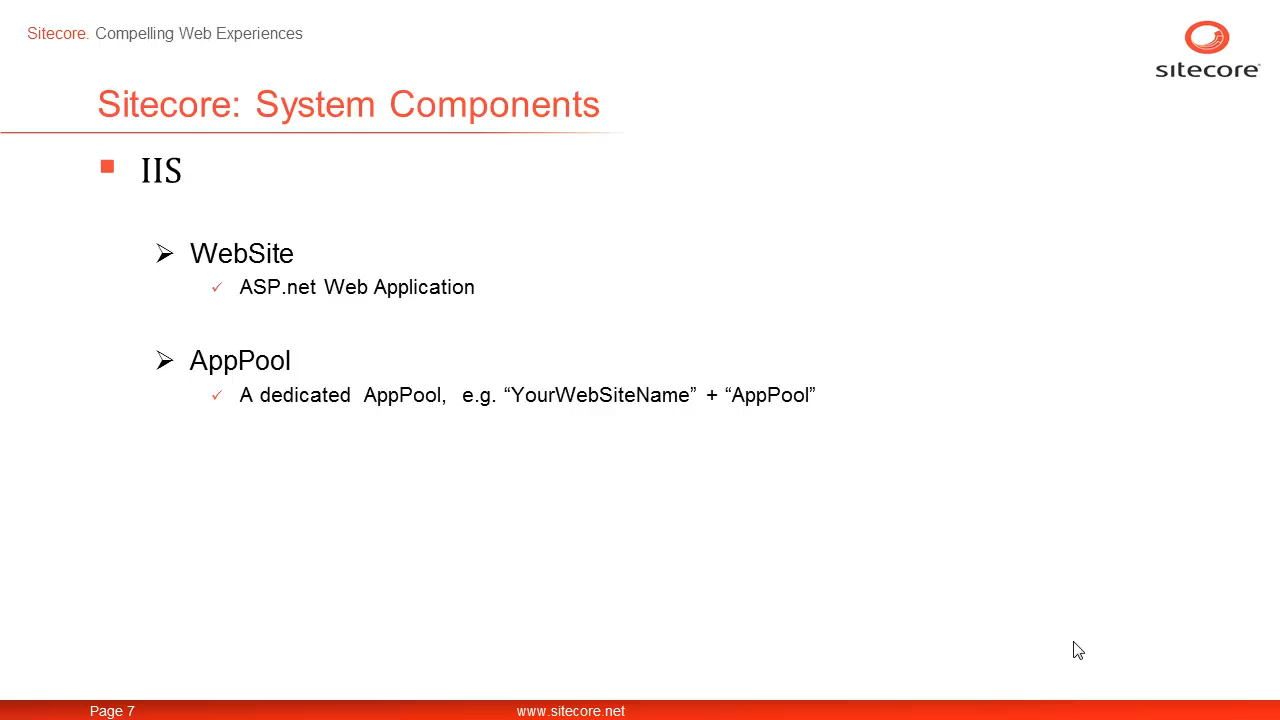 Sitecore. Compelling Web Experiences
sitecore
Sitecore: System Components
IIS
WebSite
ASP.net Web Application
AppPool
A dedicated AppPool, e.g. “YourWebSiteName” + “AppPool”
Page 7
www.sitecore.net